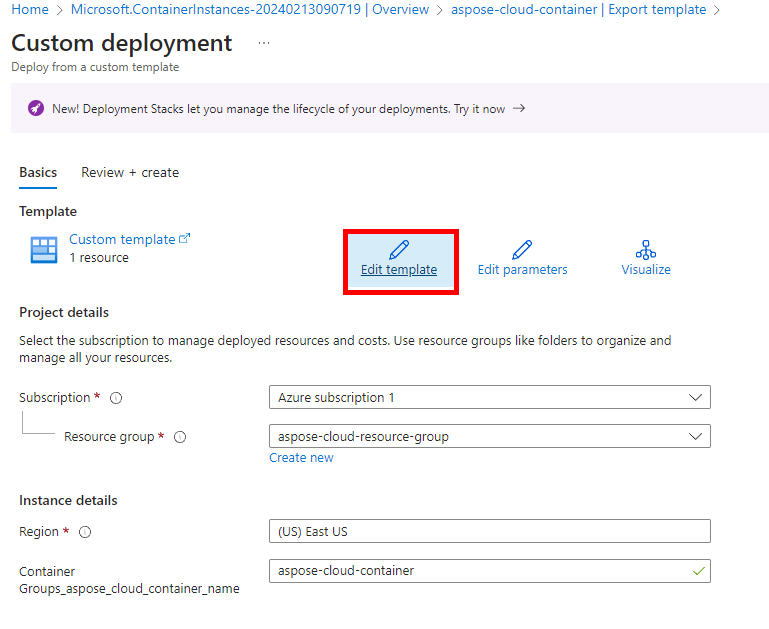 Home > Microsoft.ContainerInstances-20240213090719 | Overview > aspose-cloud-container | Export template >
Custom deployment ...
Deploy from a custom template
New! Deployment Stacks let you manage the lifecycle of your deployments. Try it now →
Basics Review + create
Template
Custom template
1 resource
Edit template Edit parameters Visualize
Project details
Select the subscription to manage deployed resources and costs. Use resource groups like folders to organize and
manage all your resources.
Subscription * Azure subscription 1
Resource group * aspose-cloud-resource-group
Create new
Instance details
Region * (US) East US
Container
Groups_aspose_cloud_container_name
aspose-cloud-container